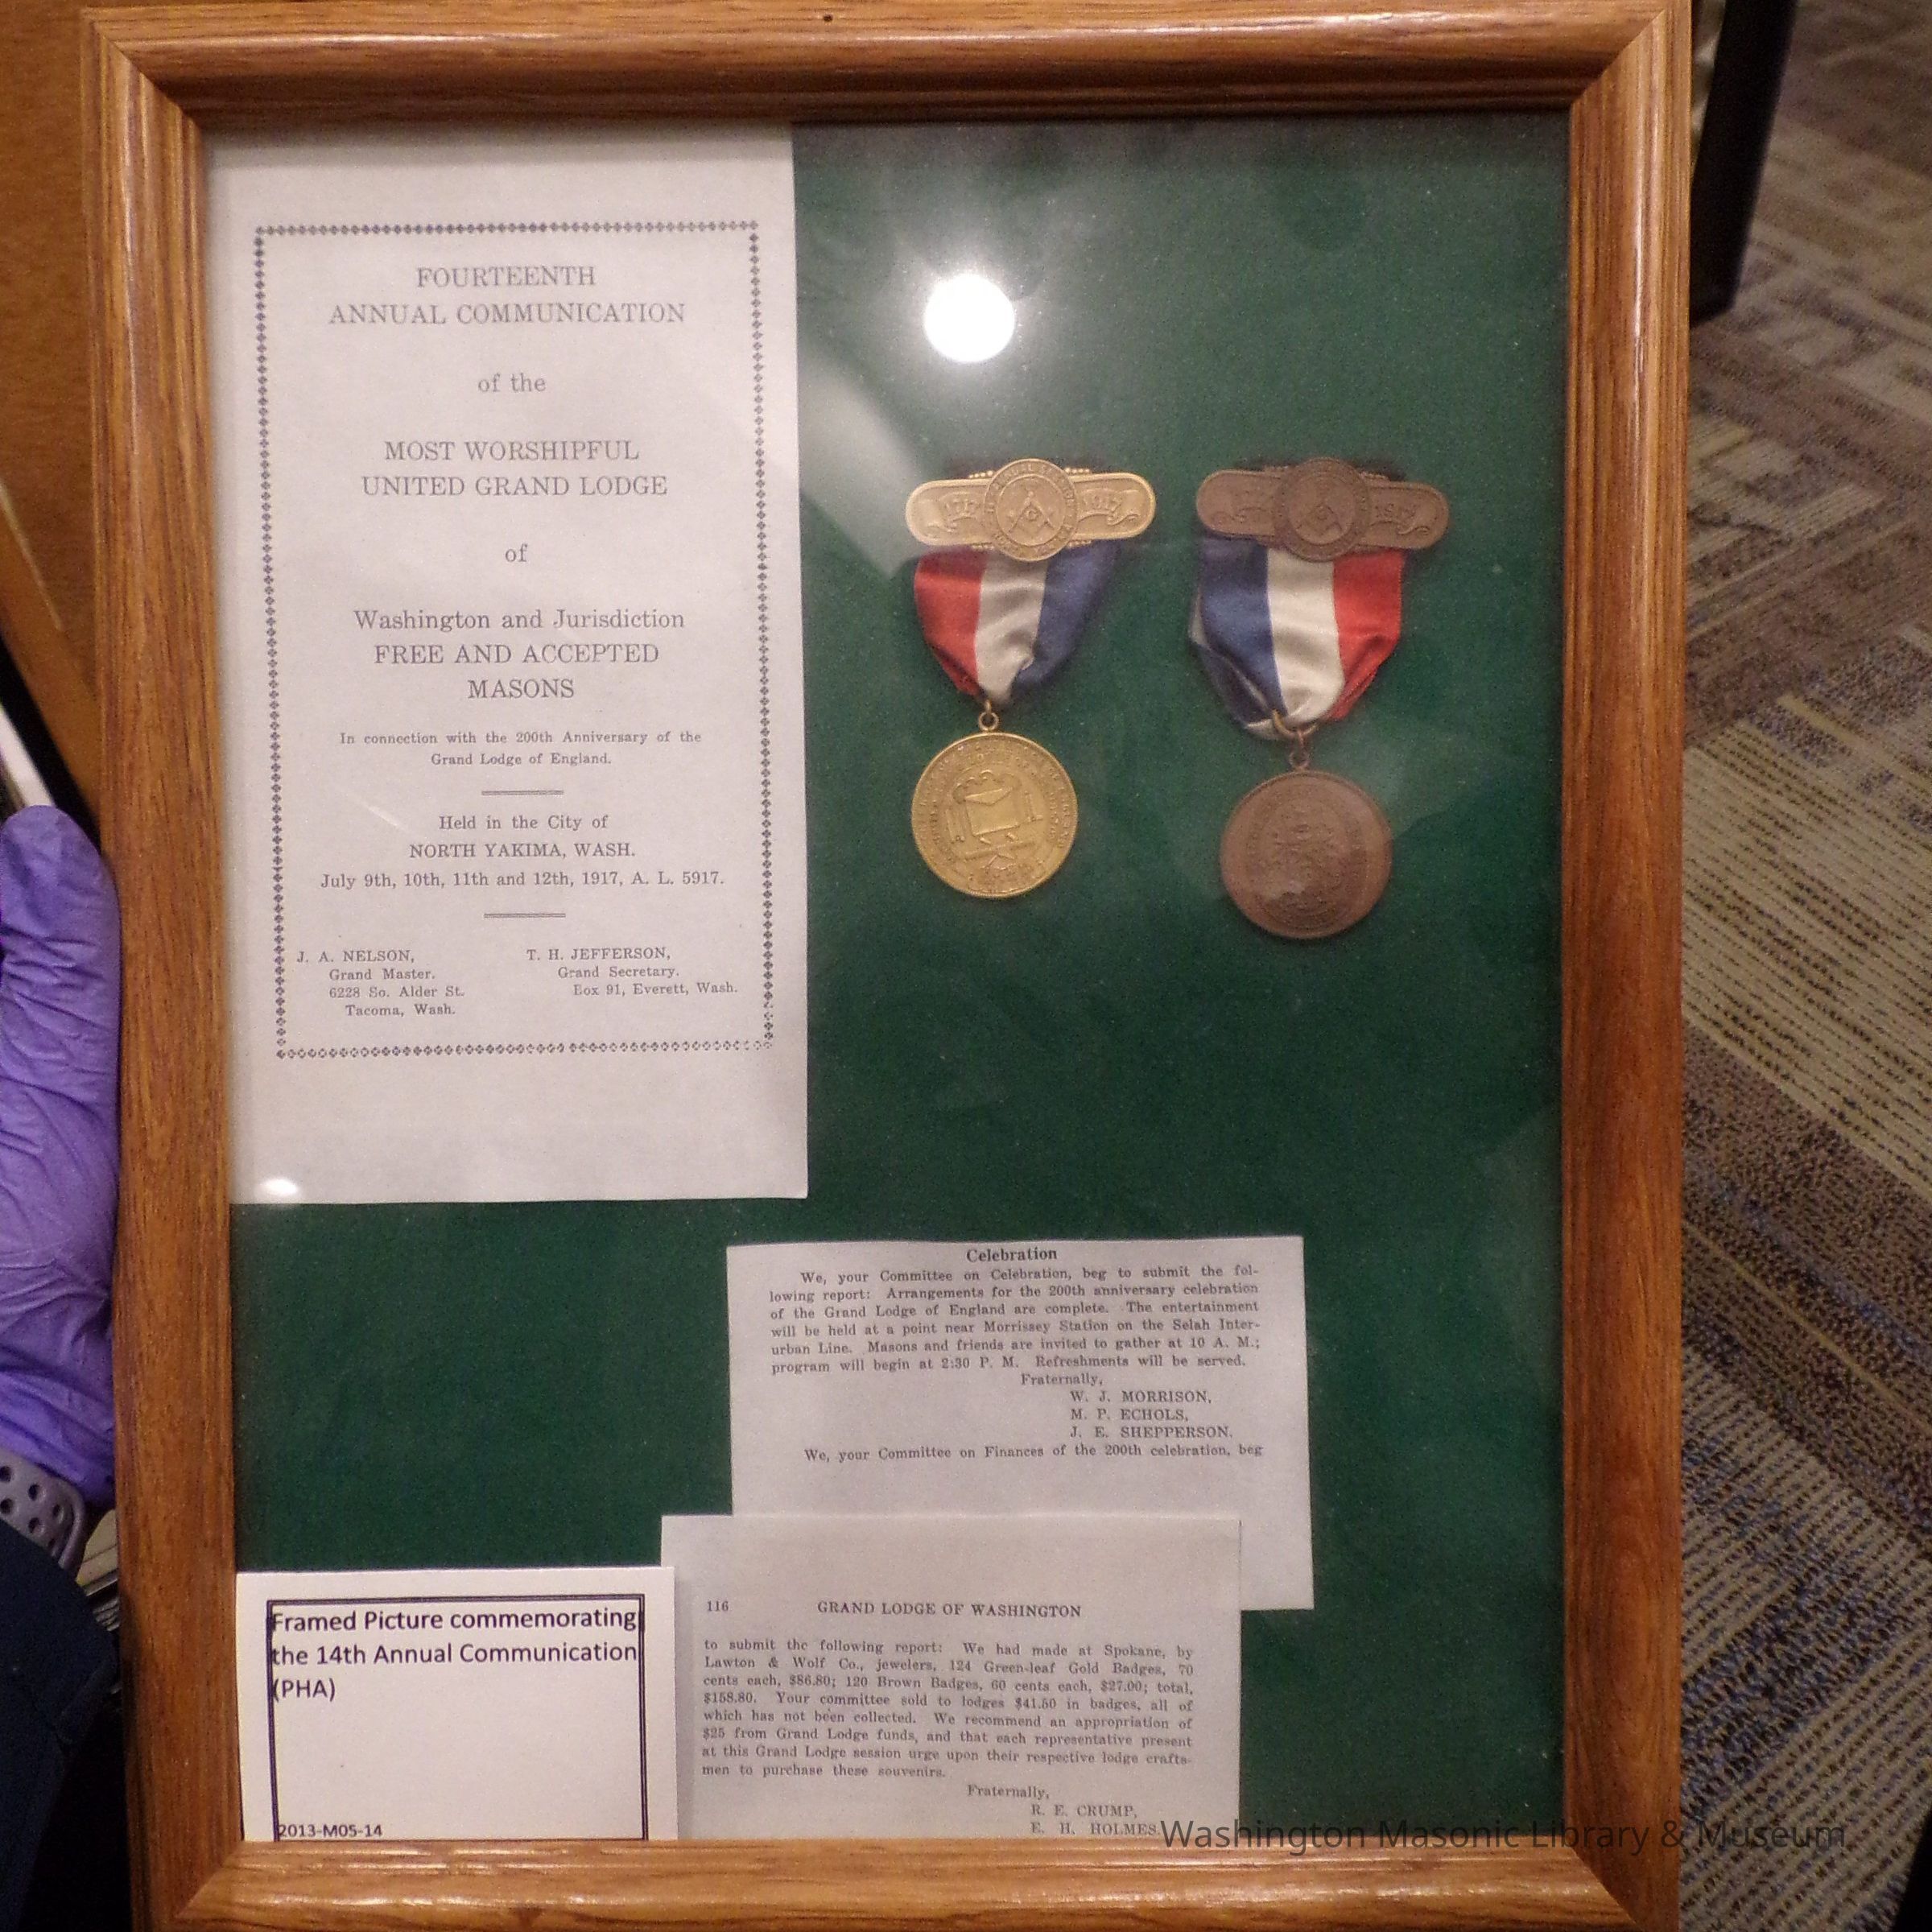 FOURTEENTH
ANNUAL COMMUNICATION
of the
MOST WORSHIPFUL
UNITED GRAND LODGE
of
Washington and Jurisdiction
FREE AND ACCEPTED
MASONS
In connection with the 200th Anniversary of the
Grand Lodge of England.
Held in the City of
NORTH YAKIMA, WASH.
July 9th, 10th, 11th and 12th, 1917, A. L. 5917.
J. A. NELSON,
Grand Master.
6228 So. Alder St.
Tacoma, Wash.
T. H. JEFFERSON,
Grand Secretary.
Box 91, Everett, Wash.
1717
1917
1917
Celebration
We, your Committee on Celebration, beg to submit the fol-
lowing report: Arrangements for the 200th anniversary celebration
of the Grand Lodge of England are complete. The entertainment
will be held at a point near Morrissey Station on the Selah Inter-
urban Line. Masons and friends are invited to gather at 10 A. M.;
program will begin at 2:30 P. M. Refreshments will be served.
Fraternally,
W. J. MORRISON,
M. P. ECHOLS,
J. E. SHEPPERSON.
We, your Committee on Finances of the 200th celebration, beg
116 GRAND LODGE OF WASHINGTON
to submit the following report: We had made at Spokane, by
Lawton & Wolf Co., jewelers, 124 Green-leaf Gold Badges, 70
cents each, $86.80; 120 Brown Badges, 60 cents each, $27.00; total,
$158.80. Your committee sold to lodges $41.50 in badges, all of
which has not been collected. We recommend an appropriation of
$25 from Grand Lodge funds, and that each representative present
at this Grand Lodge session urge upon their respective lodge crafts-
men to purchase these souvenirs.
Fraternally,
R. E. CRUMP,
E. H. HOLMES.
Framed Picture commemorating
the 14th Annual Communication
(PHA)
2013-M05-14
Washington Masonic Library & Museum